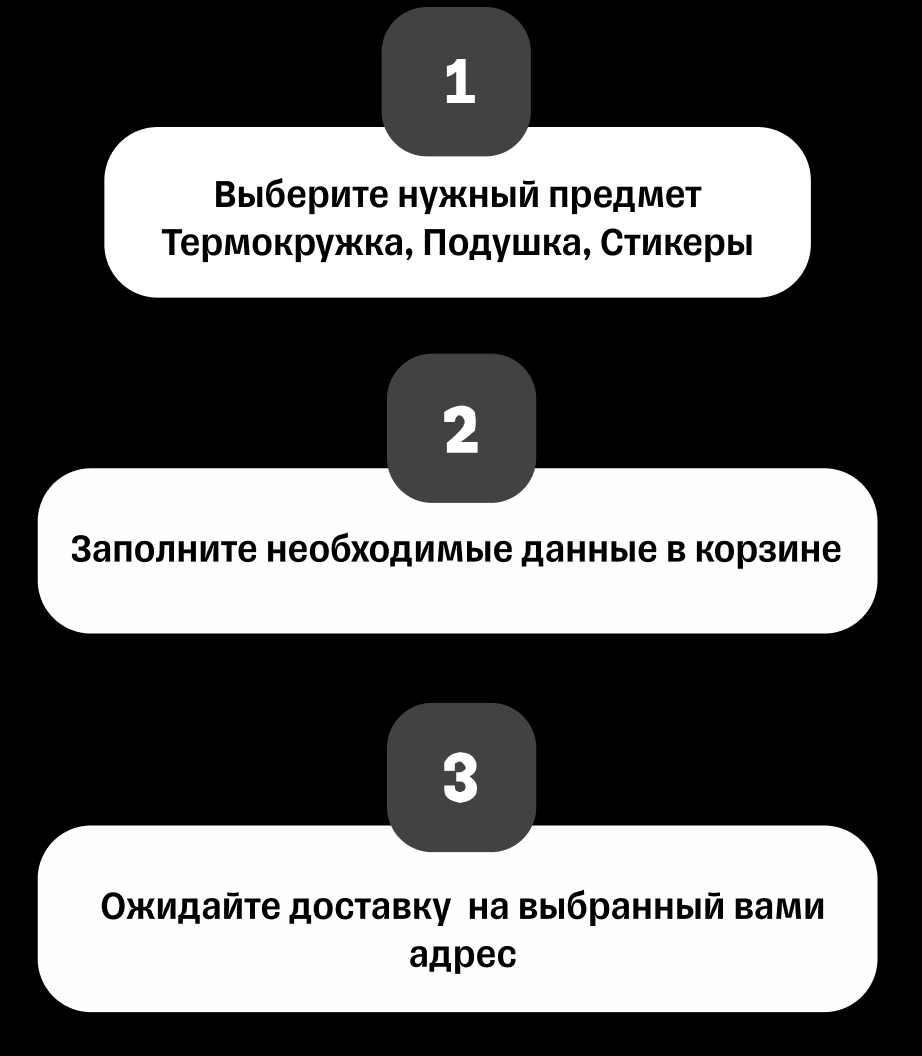 1
Выберите нужный предмет
Термокружка, Подушка, Стикеры
2
Заполните необходимые данные в корзине
3
Ожидайте доставку  на выбранный вами
адрес